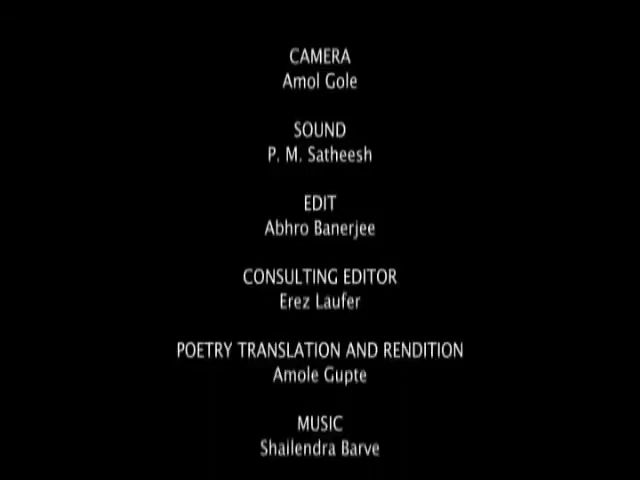 CAMERA
Amol Gole
SOUND
P. M. Satheesh
EDIT
Abhro Banerjee
CONSULTING EDITOR
Erez Laufer
POETRY TRANSLATION AND RENDITION
Amole Gupte
MUSIC
Shailendra Barve